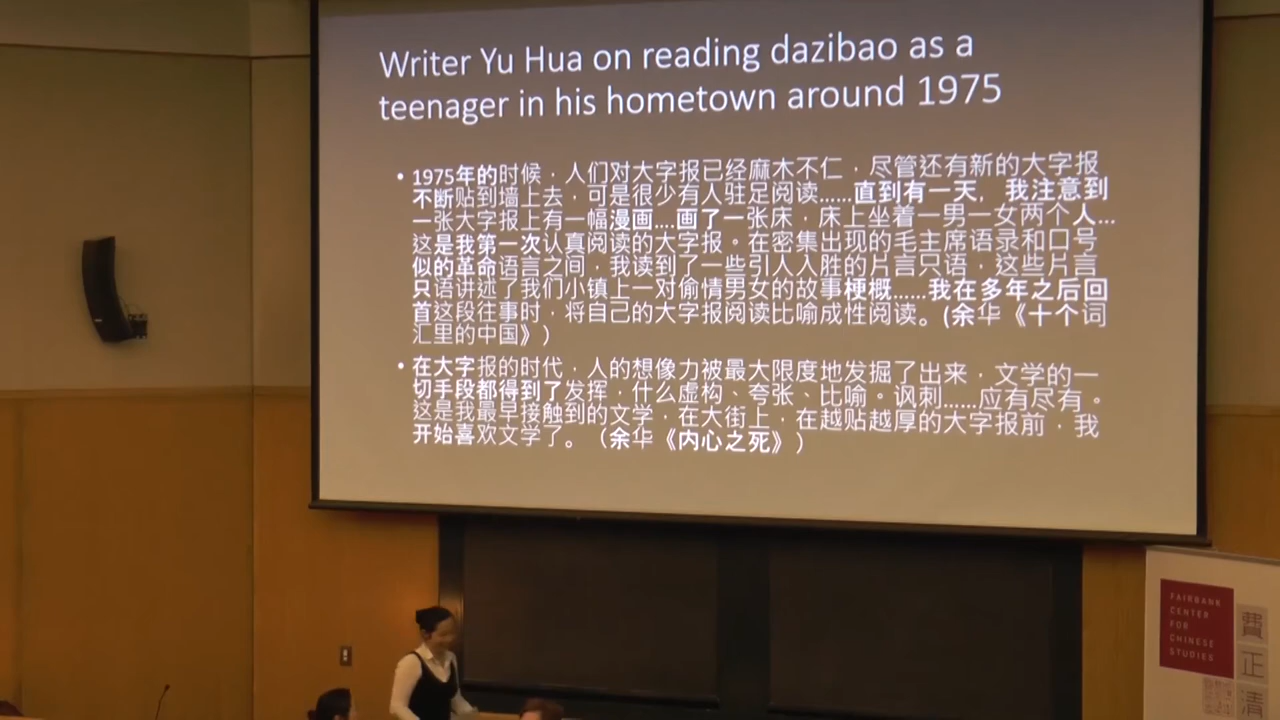 Writer Yu Hua on reading dazibao as a
teenager in his hometown around 1975
• 1975年的时候，人们对大字报已经麻木不仁，尽管还有新的大字报
不断贴到墙上去，可是很少有人驻足阅读……直到有一天，我注意到
一张大字报上有一幅漫画….画了一张床，床上坐着一男一女两个人…
这是我第一次认真阅读的大字报。在密集出现的毛主席语录和口号
似的革命语言之间，我读到了一些引人入胜的片言只语，这些片言
只语讲述了我们小镇上一对偷情男女的故事梗概……我在多年之后回
首这段往事时，将自己的大字报阅读比喻成性阅读。(余华《十个词
汇里的中国》)
• 在大字报的时代，人的想像力被最大限度地发掘了出来，文学的一
切手段都得到了发挥，什么虚构、夸张、比喻。讽刺……应有尽有。
这是我最早接触到的文学，在大街上，在越贴越厚的大字报前，我
开始喜欢文学了。（余华《内心之死》）
FAIRBANK
CENTER
FOR
CHINESE
STUDIES
費
正
清